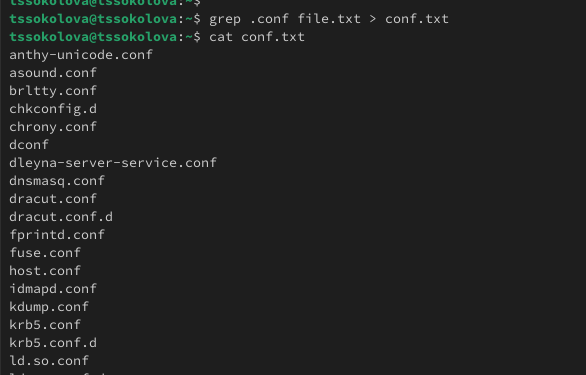 tssokolova@tssokolova:~$
tssokolova@tssokolova:~$ grep .conf file.txt > conf.txt
tssokolova@tssokolova:~$ cat conf.txt
anthy-unicode.conf
asound.conf
brltty.conf
chkconfig.d
chrony.conf
dconf
dleyna-server-service.conf
dnsmasq.conf
dracut.conf
dracut.conf.d
fprintd.conf
fuse.conf
host.conf
idmapd.conf
kdump.conf
krb5.conf
krb5.conf.d
ld.so.conf